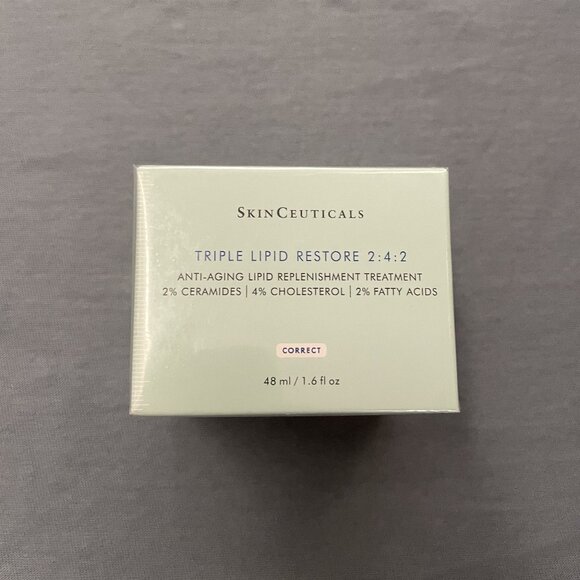 SKINCEUTICALS
TRIPLE LIPID RESTORE 2:4:2
ANTI-AGING LIPID REPLENISHMENT TREATMENT
2% CERAMIDES | 4% CHOLESTEROL | 2% FATTY ACIDS
CORRECT
48 ml / 1.6 fl oz